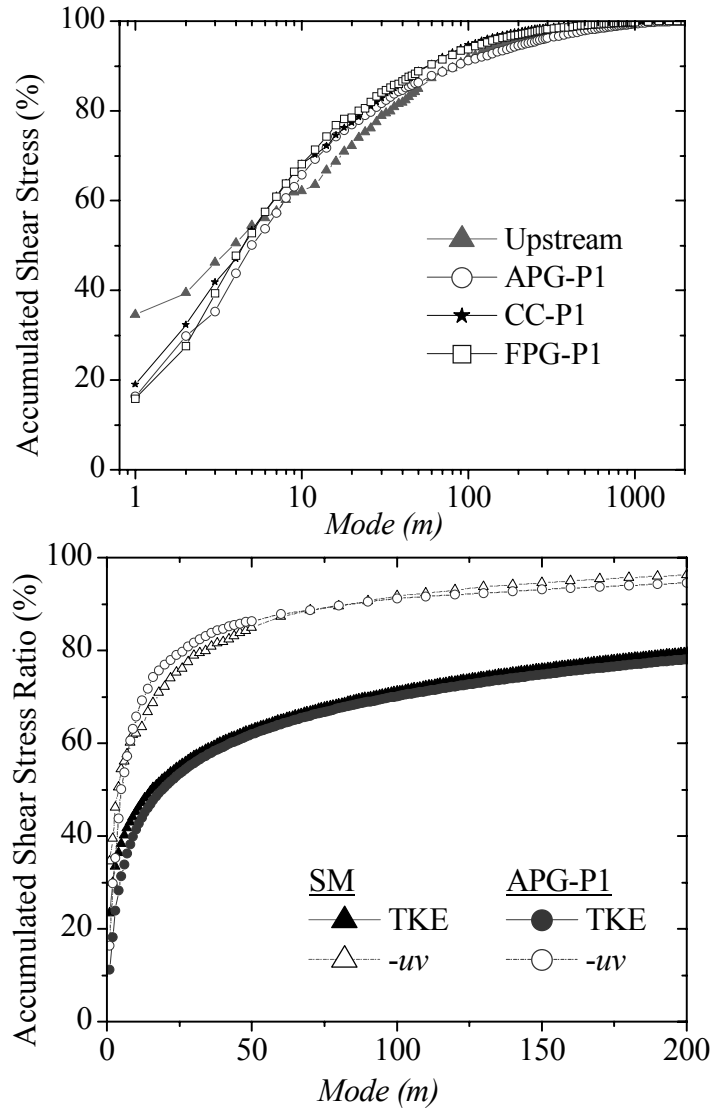 100
80
60
40
20
0
Accumulated Shear Stress (%)
Upstream
APG-P1
CC-P1
FPG-P1
1 10 100 1000
Mode (m)
100
80
60
40
20
0
Accumulated Shear Stress Ratio (%)
SM APG-P1
TKE TKE
-uv -uv
0 50 100 150 200
Mode (m)